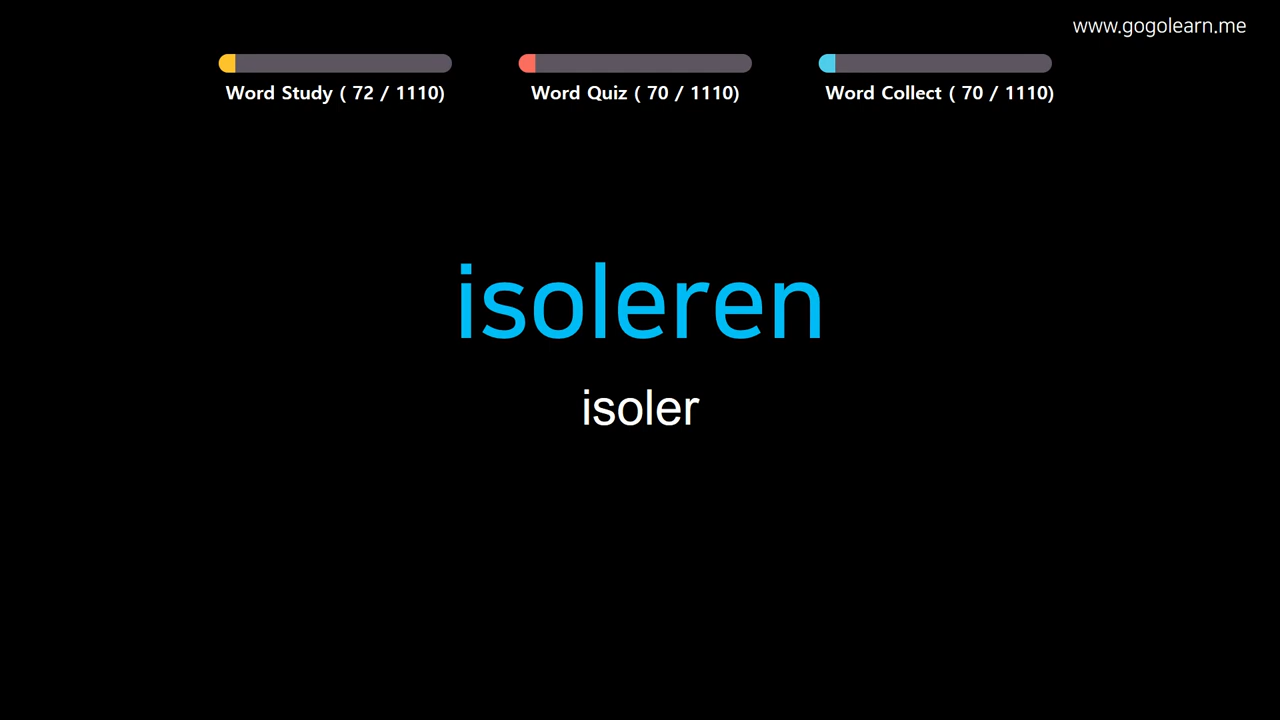 www.gogolearn.me
Word Study ( 72 / 1110)
Word Quiz ( 70 / 1110)
Word Collect ( 70 / 1110)
isoleren
isoler